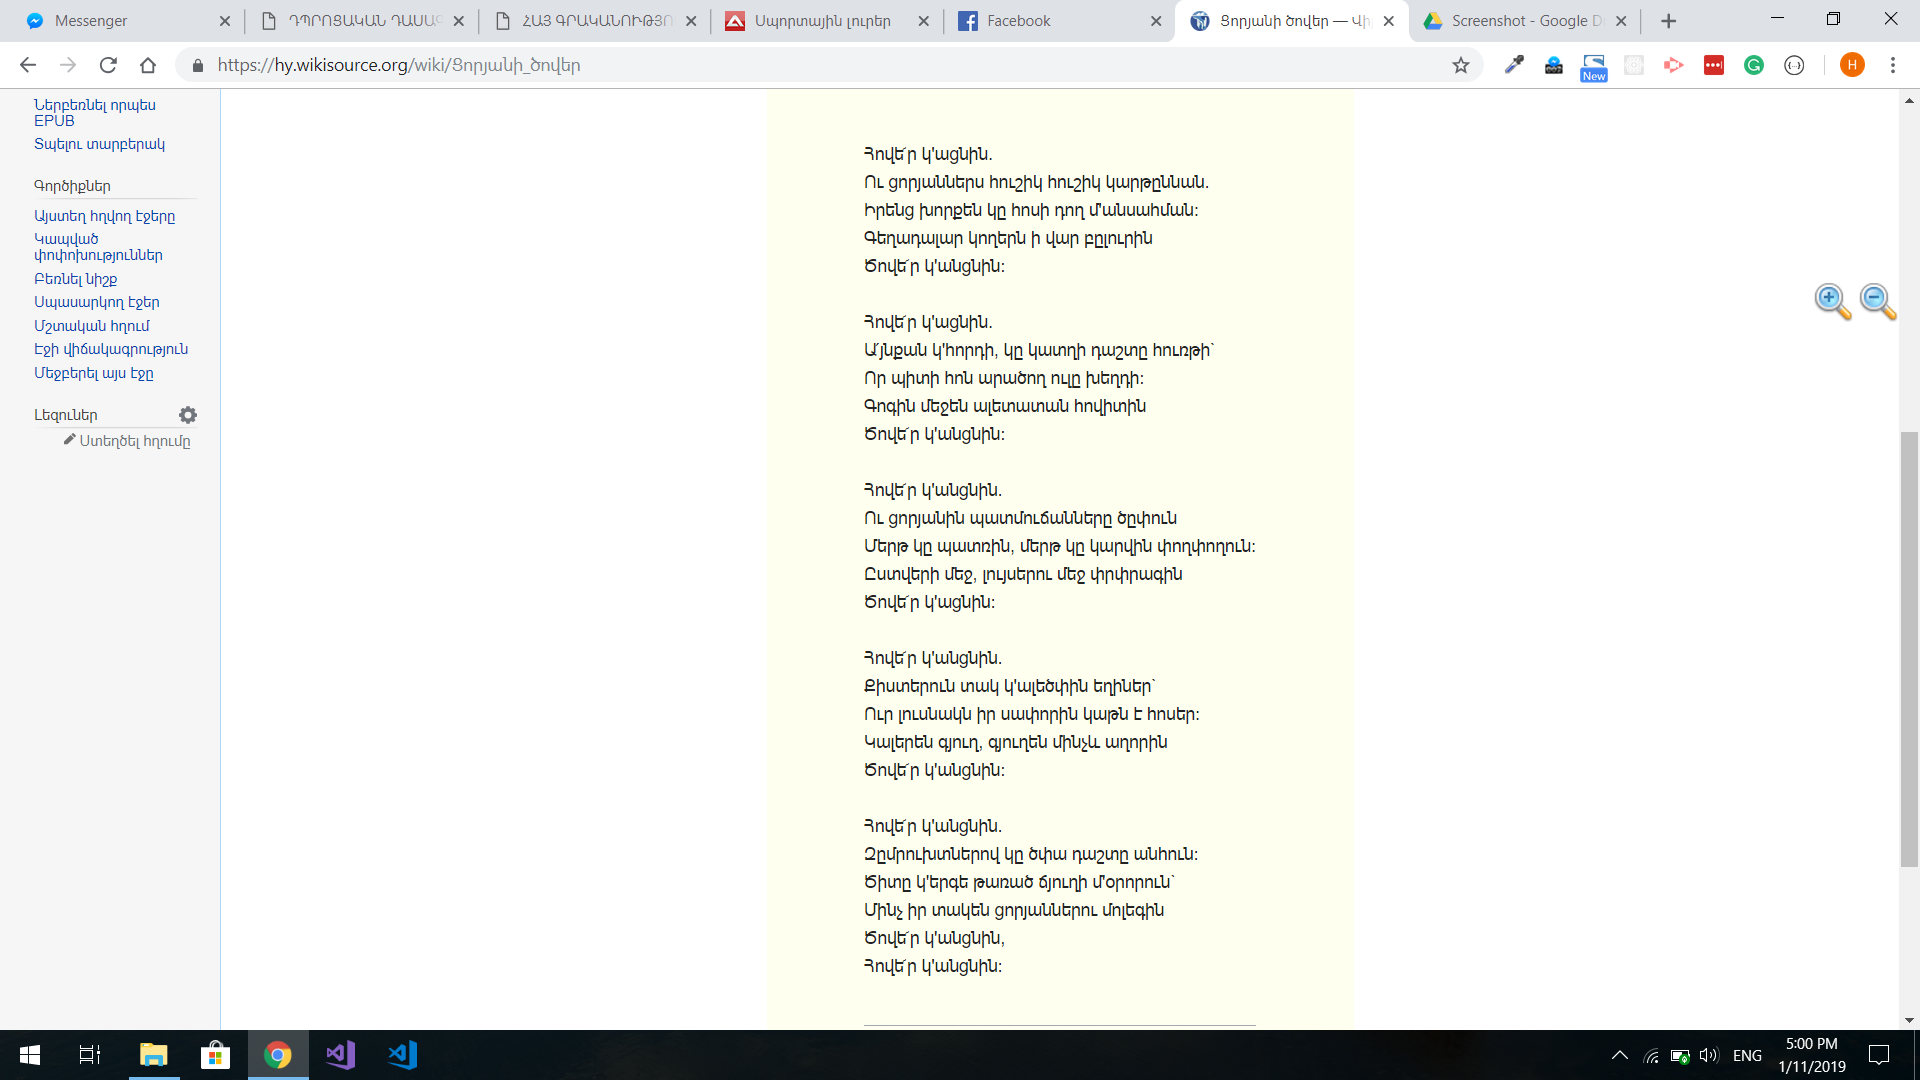 Messenger
ԴՊՐՈՑԱԿԱՆ ԴԱՍԱԳ
ՀԱՅ ԳՐԱԿԱՆՈՒԹՅՈՒ
Սպորտային լուրեր
Facebook
Ցորյանի ծովեր — Վի
Screenshot - Google D
https://hy.wikisource.org/wiki/Ցորյանի_ծովեր
New
H
Ներբեռնել որպես
EPUB
Տպելու տարբերակ
Գործիքներ
Այստեղ հղվող էջերը
Կապված
փոփոխություններ
Բեռնել նիշք
Սպասարկող էջեր
Մշտական հղում
Էջի վիճակագրություն
Մեջբերել այս էջը
Լեզուներ
Ստեղծել հղումը
Հովե՜ր կ'ացնին.
Ու ցորյաններս հուշիկ հուշիկ կարթըննան.
Իրենց խորքեն կը հոսի դող մ'անսահման:
Գեղադալար կողերն ի վար բըլուրին
Ծովե՜ր կ'անցնին:
Հովե՜ր կ'ացնին.
Ա՜յնքան կ'հորդի, կը կատղի դաշտը հուռթի`
Որ պիտի հոն արածող ուլը խեղդի:
Գոգին մեջեն ալետատան հովիտին
Ծովե՜ր կ'անցնին:
Հովե՜ր կ'անցնին.
Ու ցորյանին պատմուճանները ծըփուն
Մերթ կը պատռին, մերթ կը կարվին փողփողուն:
Ըստվերի մեջ, լույսերու մեջ փրփրագին
Ծովե՜ր կ'ացնին:
Հովե՜ր կ'անցնին.
Քիստերուն տակ կ'ալեծփին եղիներ`
Ուր լուսնակն իր սափորին կաթն է հոսեր:
Կալերեն գյուղ, գյուղեն մինչև աղորին
Ծովե՜ր կ'անցնին:
Հովե՜ր կ'անցնին.
Զըմրուխտներով կը ծփա դաշտը անհուն:
Ծիտը կ'երգե թառած ճյուղի մ'օրորուն`
Մինչ իր տակեն ցորյաններու մոլեգին
Ծովե՜ր կ'անցնին,
Հովե՜ր կ'անցնին:
ENG
5:00 PM
1/11/2019